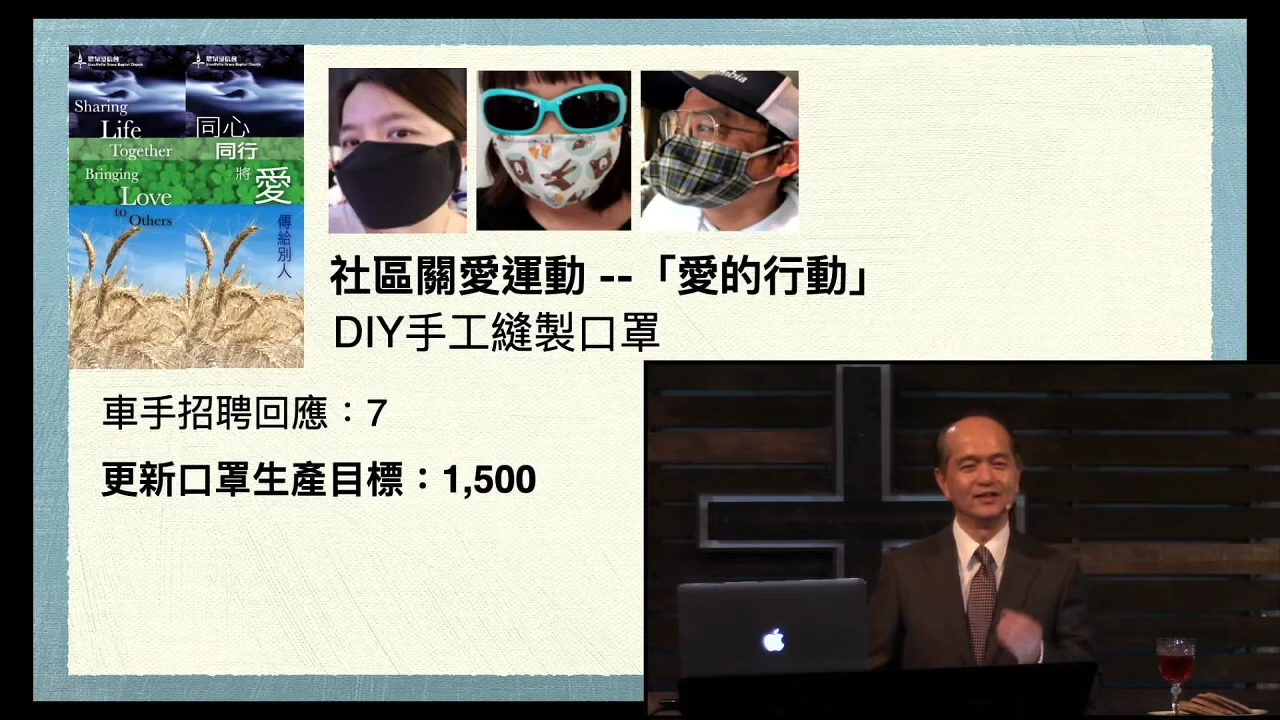 Sharing
Life
Together
Bringing
Love
to
Others
同心
同行
將
愛
傳給別人
社區關愛運動 --「愛的行動」
DIY手工縫製口罩
車手招聘回應：7
更新口罩生產目標：1,500